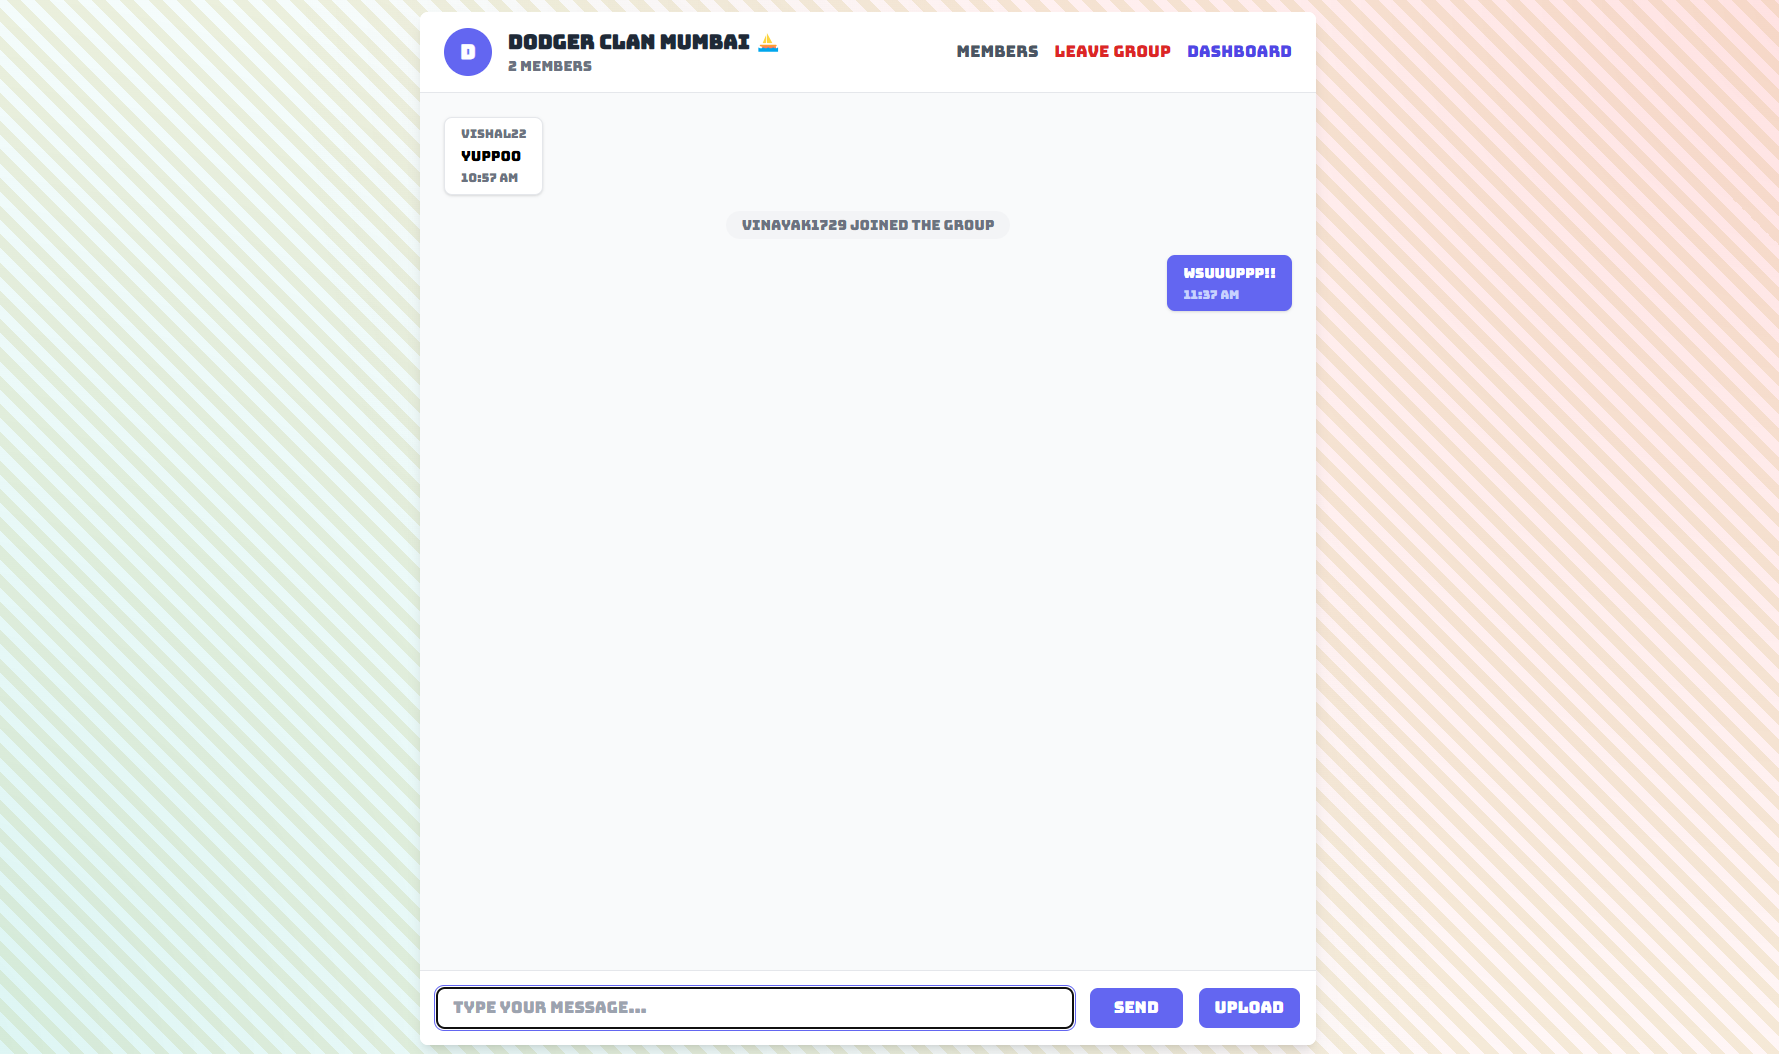 D
DODGER CLAN MUMBAI ⛵
2 MEMBERS
MEMBERS LEAVE GROUP DASHBOARD
VISHAL22
YUPPOO
10:57 AM
VINAYAK1729 JOINED THE GROUP
WSUUUPPP!!
11:37 AM
TYPE YOUR MESSAGE...
SEND
UPLOAD